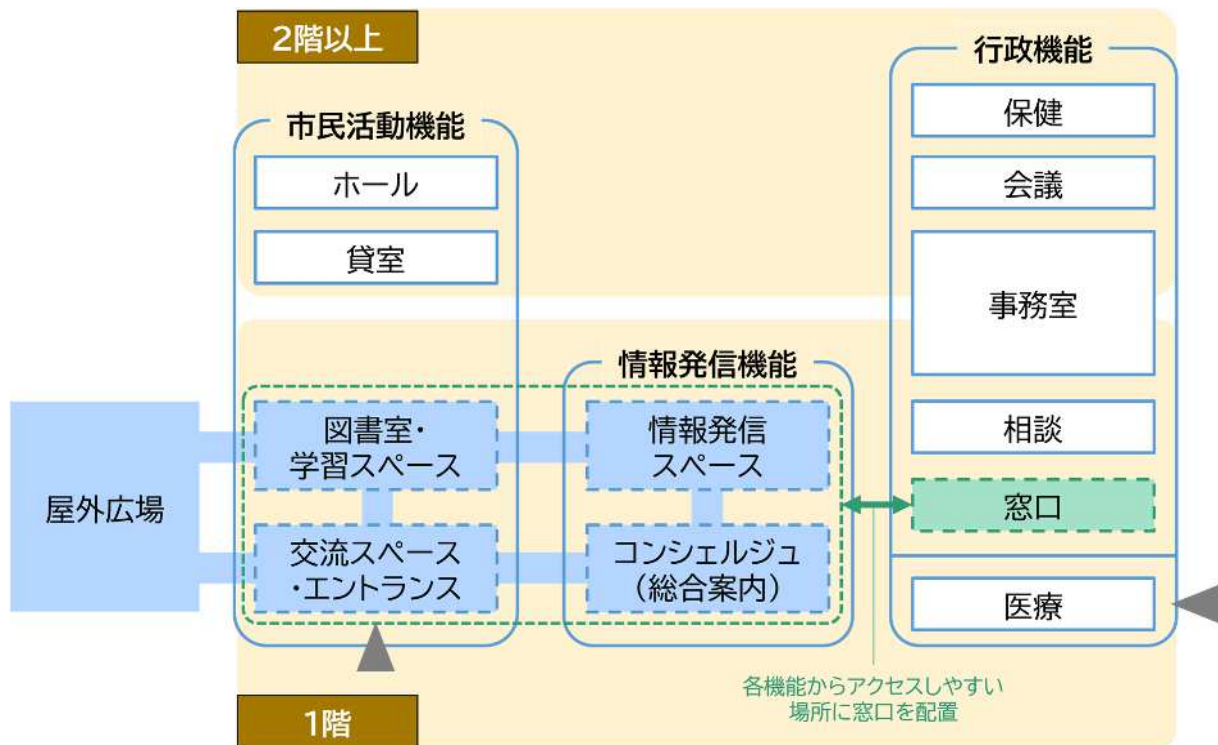 2階以上
行政機能
保健
会議
事務室
相談
窓口
医療
市民活動機能
ホール
貸室
情報発信機能
図書室・
学習スペース
情報発信
スペース
屋外広場
交流スペース
・エントランス
コンシェルジュ
(総合案内)
各機能からアクセスしやすい
場所に窓口を配置
1階